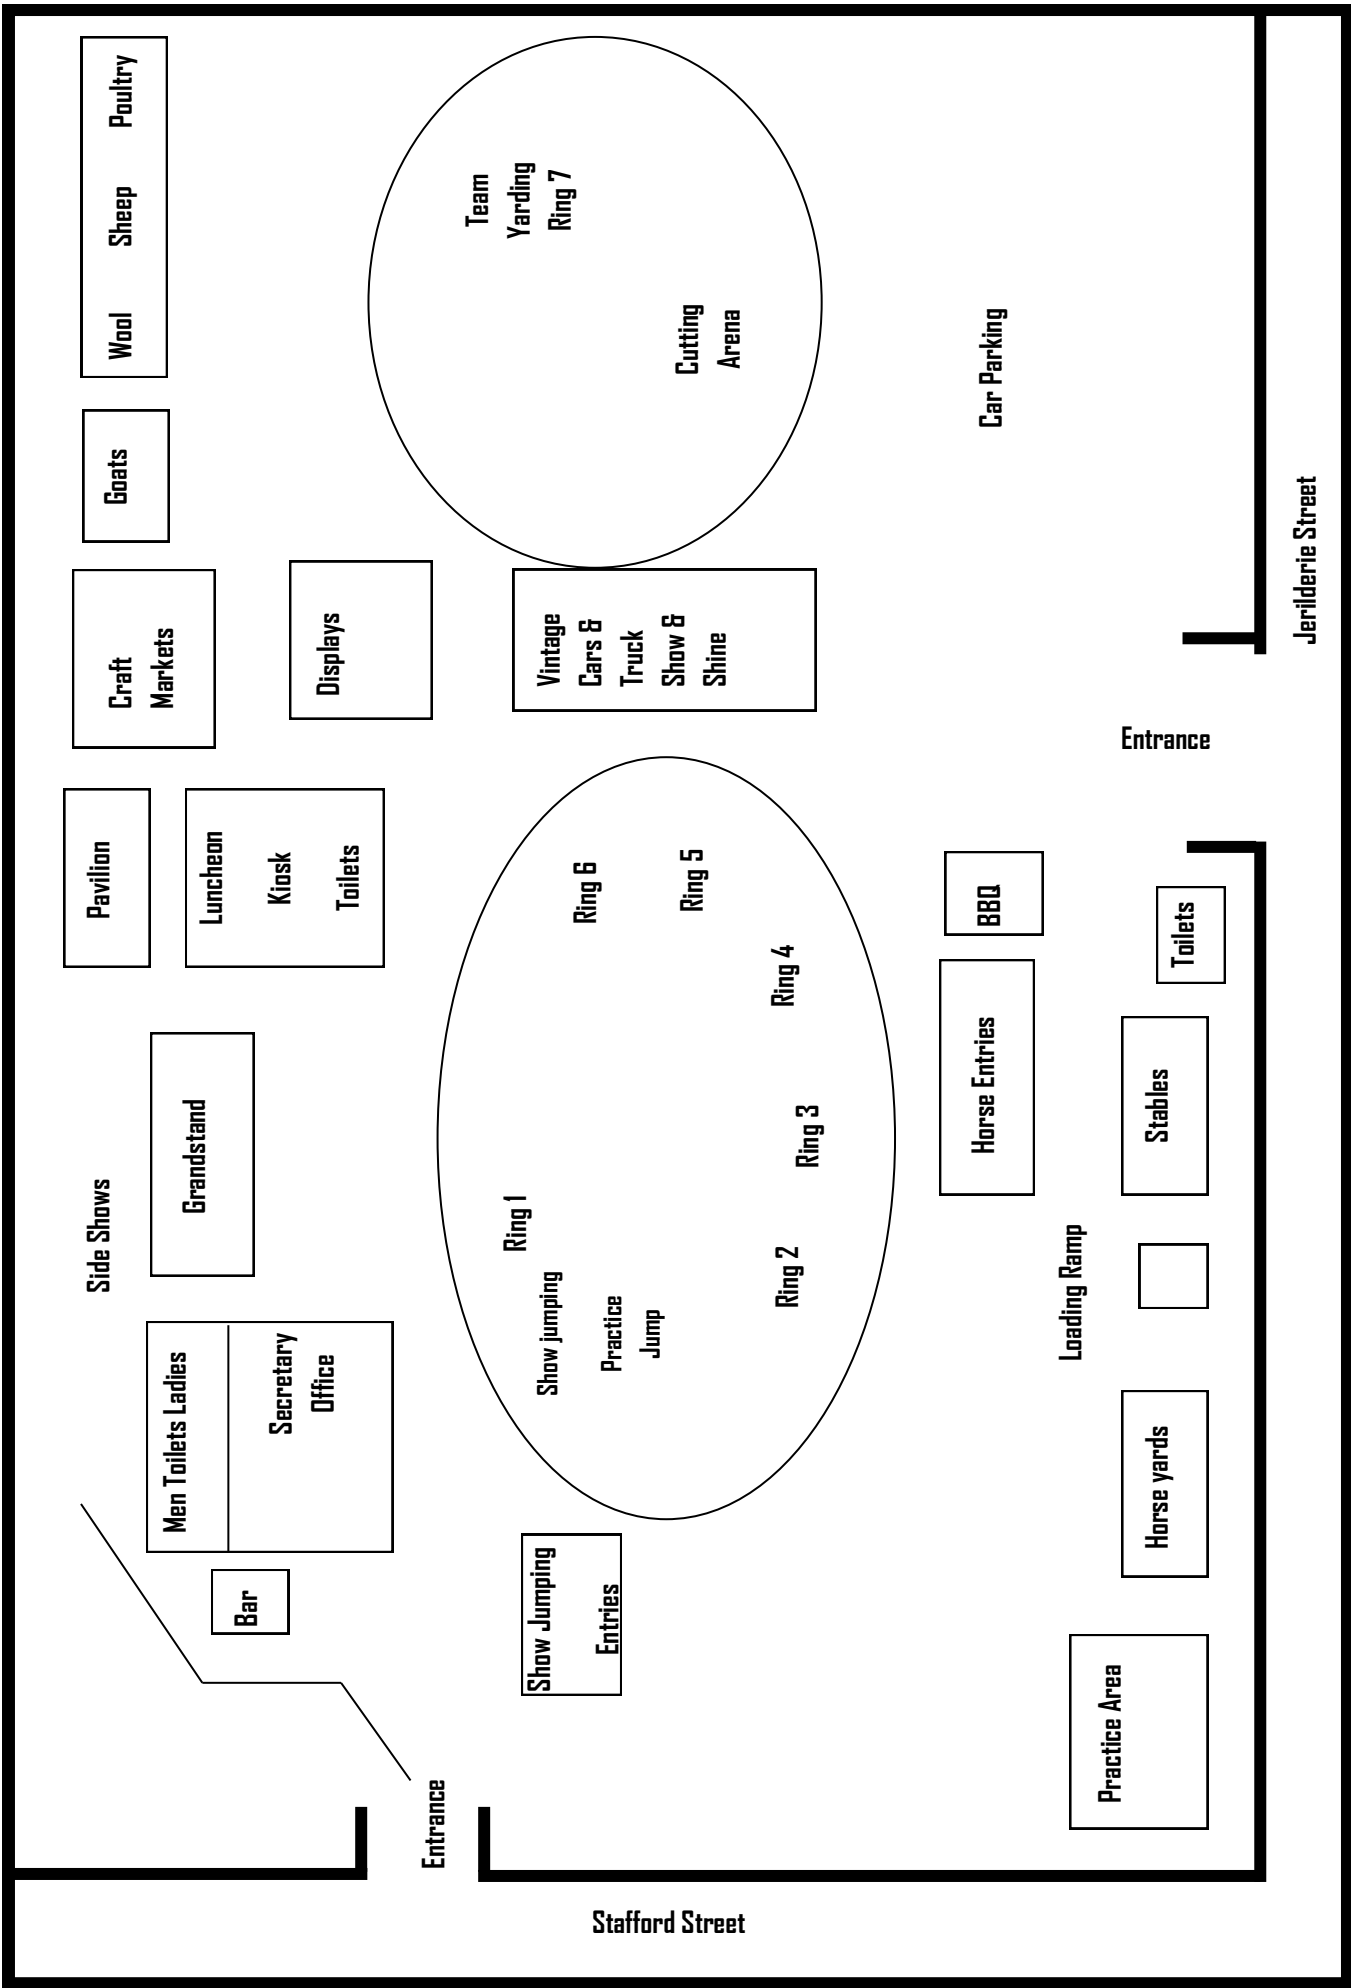 Poultry
Sheep
Wool
Goats
Craft
Markets
Displays
Pavilion
Luncheon
Kiosk
Toilets
Grandstand
Side Shows
Men Toilets Ladies
Secretary
Office
Bar
Team
Yarding
Ring 7
Cutting
Arena
Vintage
Cars &
Truck
Show &
Shine
Ring 6
Ring 5
Ring 4
Ring 3
Ring 2
Ring 1
Show jumping
Practice
Jump
Show Jumping
Entries
Car Parking
Entrance
BBQ
Toilets
Horse Entries
Stables
Loading Ramp
Horse yards
Practice Area
Entrance
Jerilderie Street
Stafford Street